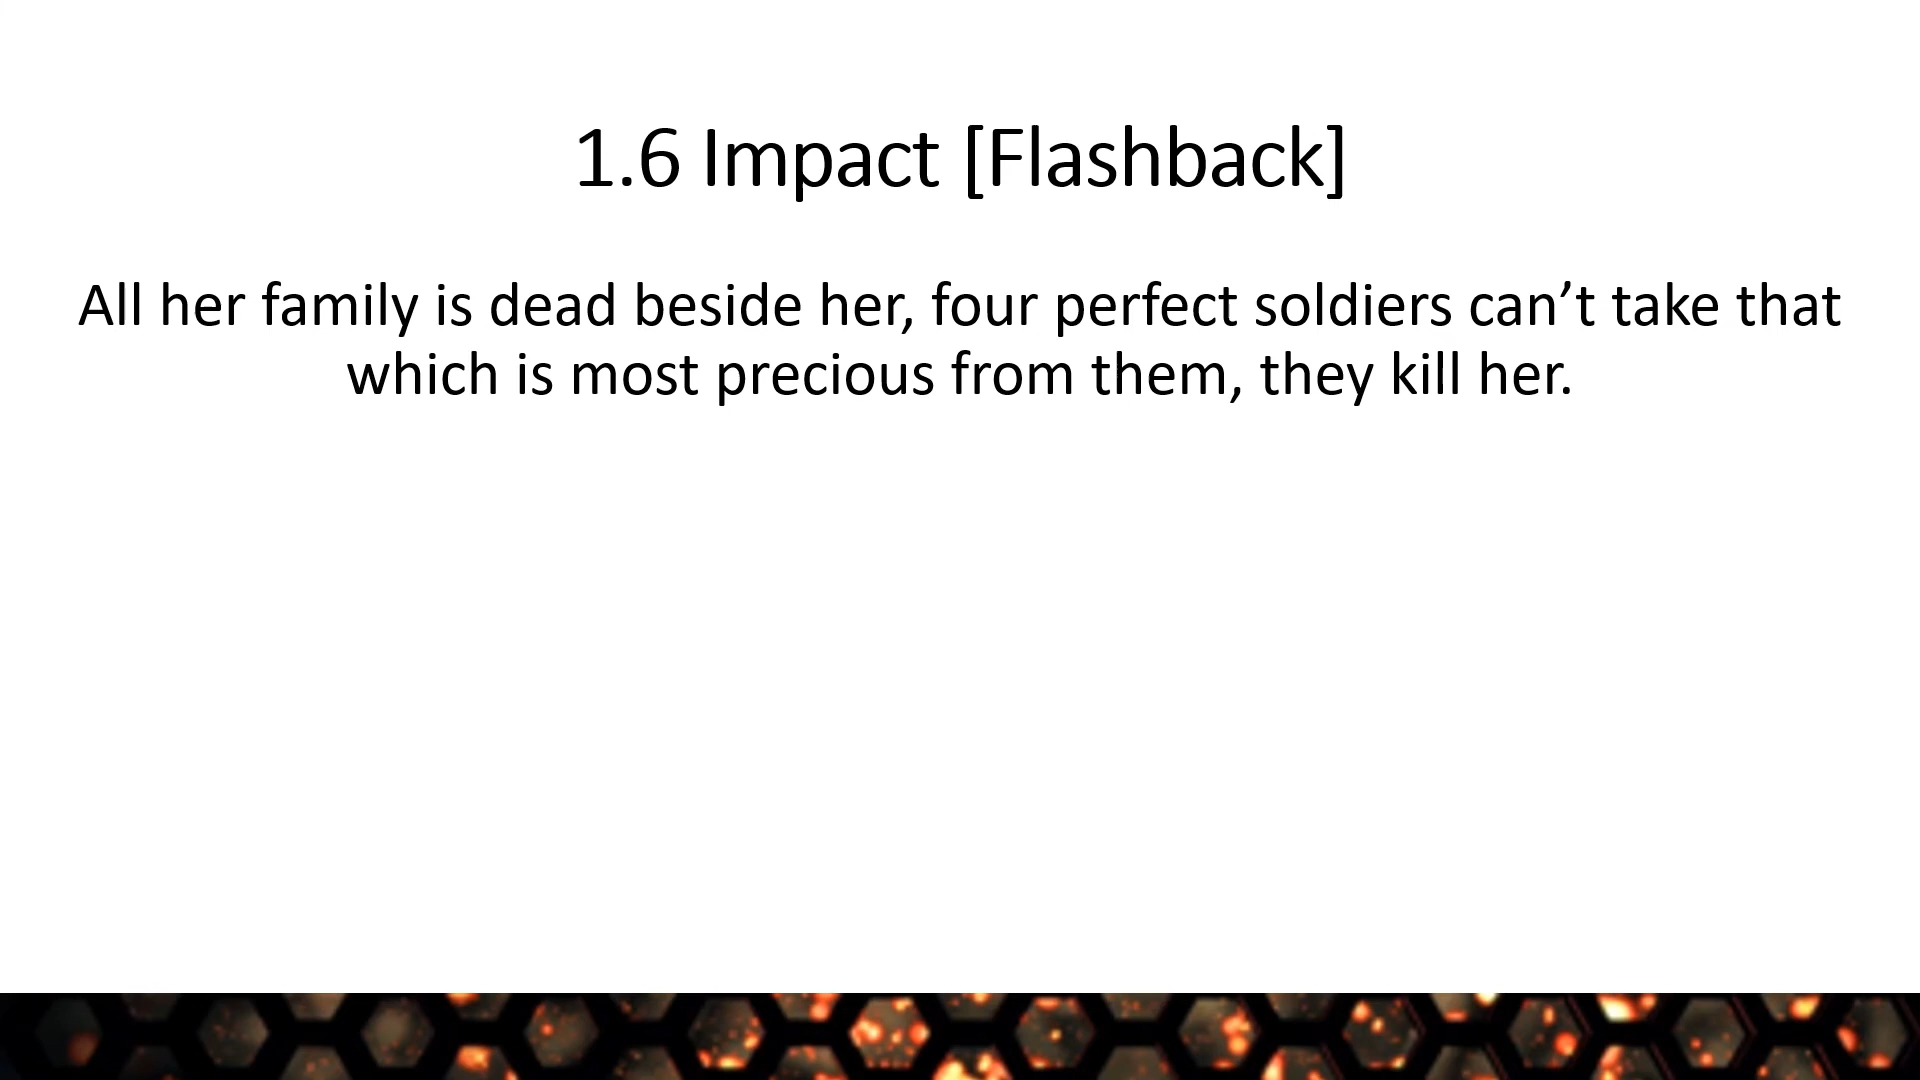 1.6 Impact [Flashback]
All her family is dead beside her, four perfect soldiers can’t take that
which is most precious from them, they kill her.